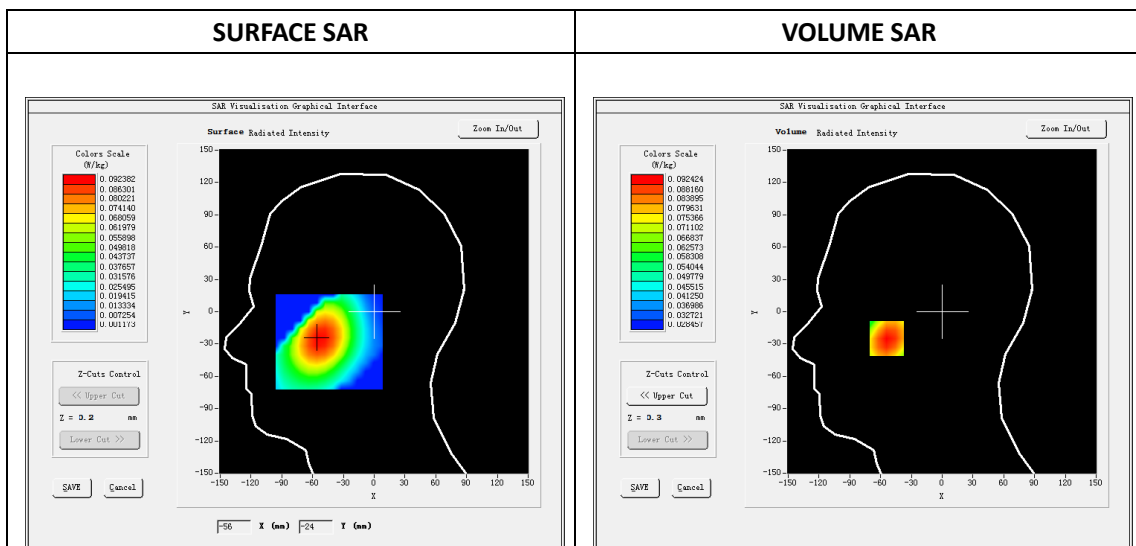 SURFACE SAR
VOLUME SAR
SAR Visualisation Graphical Interface
Surface Radiated Intensity
Zoom In/Out
Colors Scale
(W/kg)
0.092382
0.086301
0.080221
0.074140
0.068059
0.061979
0.055898
0.049818
0.043737
0.037657
0.031576
0.025495
0.019415
0.013334
0.007254
0.001173
150
120
90
60
30
0
-30
-60
-90
-120
-150
Y
-150 -120 -90 -60 -30 0 30 60 90 120 150
X
Z-Cuts Control
<< Upper Cut
Z = 0.2 mm
Lower Cut >>
SAVE Cancel
-56 X (mm) -24 Y (mm)
SAR Visualisation Graphical Interface
Volume Radiated Intensity
Zoom In/Out
Colors Scale
(W/kg)
0.092424
0.088160
0.083895
0.079631
0.075366
0.071102
0.066837
0.062573
0.058308
0.054044
0.049779
0.045515
0.041250
0.036986
0.032721
0.028457
150
120
90
60
30
0
-30
-60
-90
-120
-150
Y
-150 -120 -90 -60 -30 0 30 60 90 120 150
X
Z-Cuts Control
<< Upper Cut
Z = 0.3 mm
Lower Cut >>
SAVE Cancel